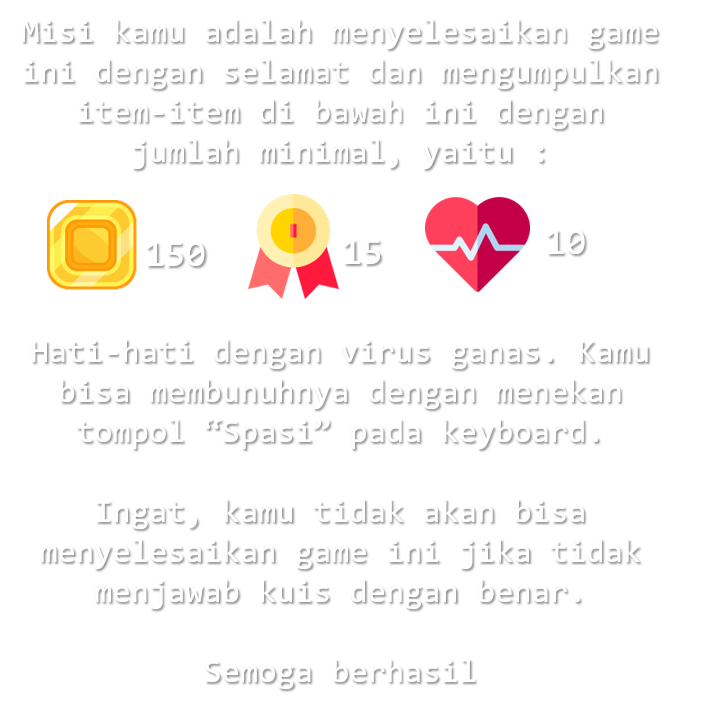 Misi kamu adalah menyelesaikan game
ini dengan selamat dan mengumpulkan
item-item di bawah ini dengan
jumlah minimal, yaitu :
150 15 10
Hati-hati dengan virus ganas. Kamu
bisa membunuhnya dengan menekan
tompol “Spasi” pada keyboard.
Ingat, kamu tidak akan bisa
menyelesaikan game ini jika tidak
menjawab kuis dengan benar.
Semoga berhasil